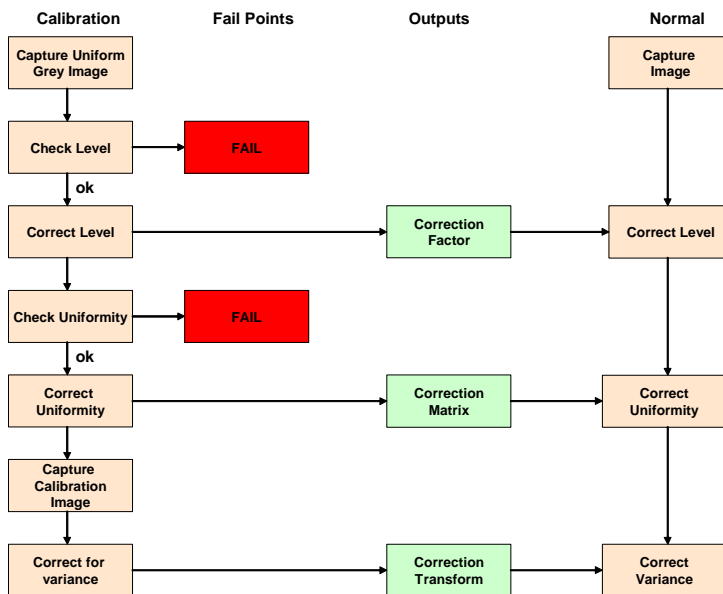 Calibration Fail Points Outputs Normal
Capture Uniform
Grey Image
Capture
Image
Check Level
FAIL
ok
Correct Level
Correction
Factor
Correct Level
Check Uniformity
FAIL
ok
Correct
Uniformity
Correction
Matrix
Correct
Uniformity
Capture
Calibration
Image
Correct for
variance
Correction
Transform
Correct
Variance